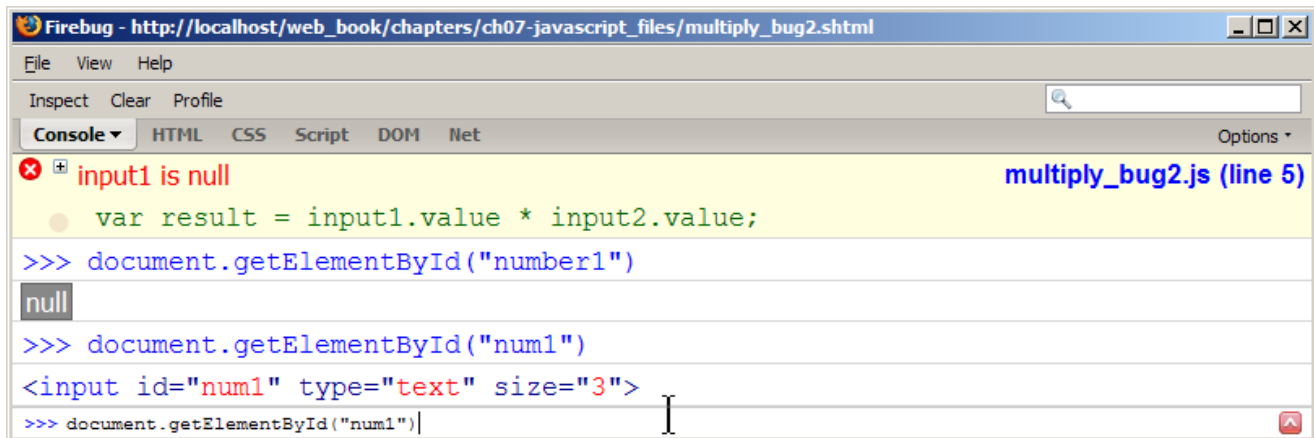 Firebug - http://localhost/web_book/chapters/ch07-javascript_files/multiply_bug2.shtml
File View Help
Inspect Clear Profile
Console HTML CSS Script DOM Net Options
input1 is null multiply_bug2.js (line 5)
var result = input1.value * input2.value;
>>> document.getElementById("number1")
null
>>> document.getElementById("num1")
<input id="num1" type="text" size="3">
>>> document.getElementById("num1")